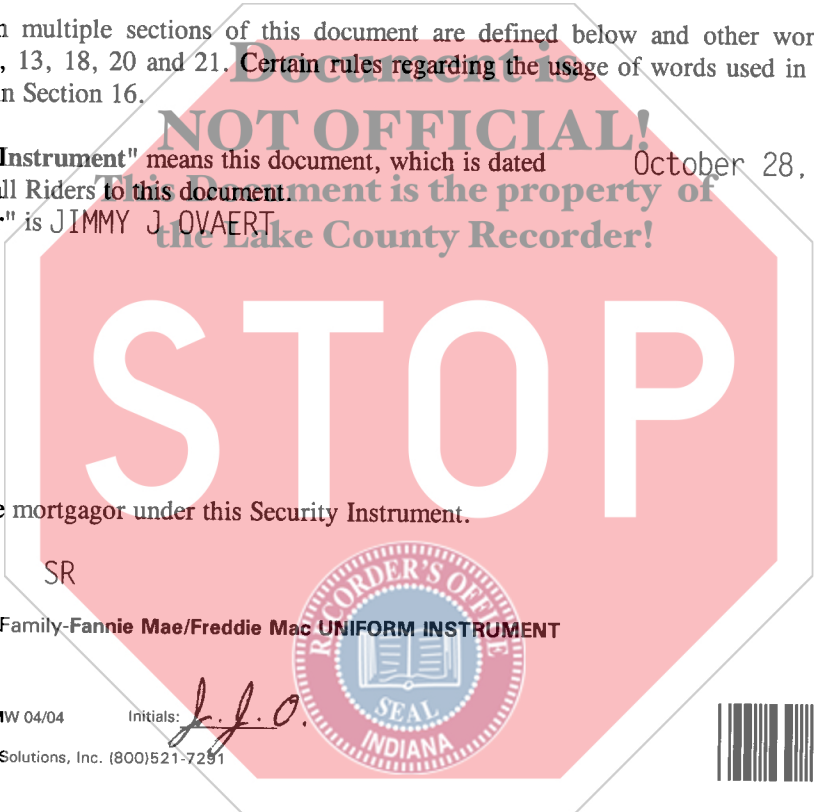 n multiple sections of this document are defined below and other wor
, 13, 18, 20 and 21. Certain rules regarding the usage of words used in
n Section 16.
Document is
NOT OFFICIAL!
This Document is the property of
the Lake County Recorder!
Instrument" means this document, which is dated October 28,
ll Riders to this document.
" is JIMMY J OVAERT
STOP
e mortgagor under this Security Instrument.
SR
Family-Fannie Mae/Freddie Mac UNIFORM INSTRUMENT
W 04/04 Initials: J. J. O.
Solutions, Inc. (800)521-7291
RECORDER'S OFFICE
SEAL
INDIANA